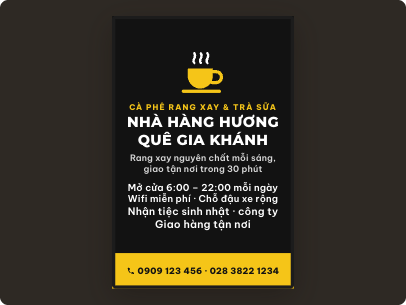 CÀ PHÊ RANG XAY & TRÀ SỮA
NHÀ HÀNG HƯƠNG
QUÊ GIA KHÁNH
Rang xay nguyên chất mỗi sáng,
giao tận nơi trong 30 phút
Mở cửa 6:00 – 22:00 mỗi ngày
Wifi miễn phí · Chỗ đậu xe rộng
Nhận tiệc sinh nhật · công ty
Giao hàng tận nơi
0909 123 456 · 028 3822 1234